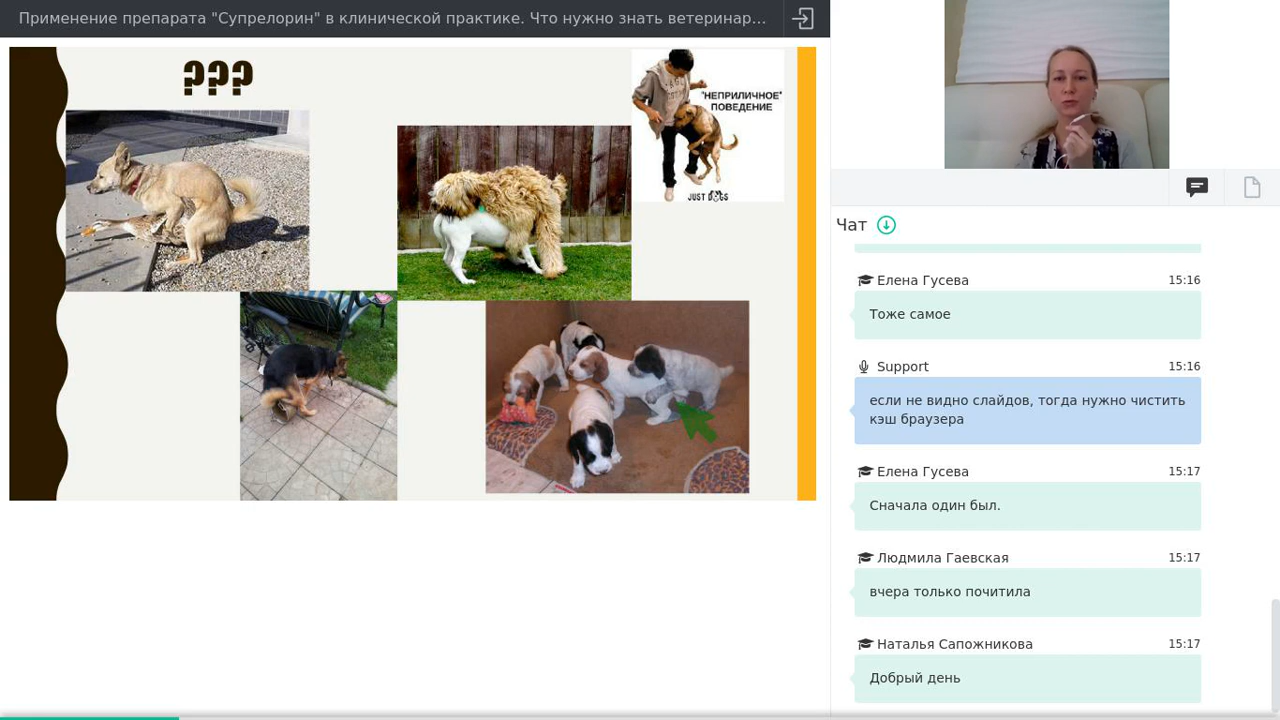 Применение препарата "Супрелорин" в клинической практике. Что нужно знать ветеринар...
???
"НЕПРИЛИЧНОЕ"
ПОВЕДЕНИЕ
JUST DOGS
Чат
Елена Гусева 15:16
Тоже самое
Support 15:16
если не видно слайдов, тогда нужно чистить
кэш браузера
Елена Гусева 15:17
Сначала один был.
Людмила Гаевская 15:17
вчера только почитила
Наталья Сапожникова 15:17
Добрый день